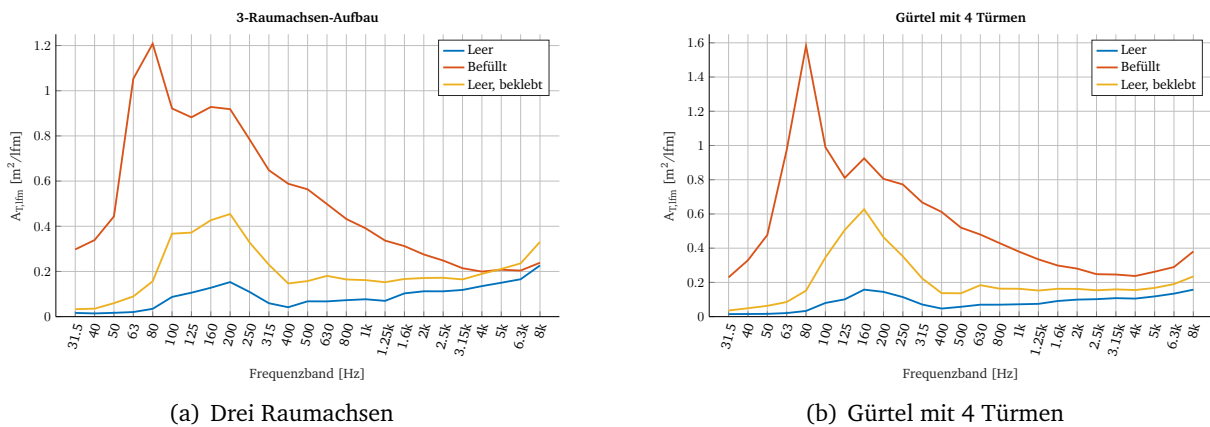 3-Raumachsen-Aufbau
1.2
1
0.8
0.6
0.4
0.2
0
A_T,lfm [m²/lfm]
Leer
Befüllt
Leer, beklebt
31.5 40 50 63 80 100 125 160 200 250 315 400 500 630 800 1k 1.25k 1.6k 2k 2.5k 3.15k 4k 5k 6.3k 8k
Frequenzband [Hz]
(a) Drei Raumachsen
Gürtel mit 4 Türmen
1.6
1.4
1.2
1
0.8
0.6
0.4
0.2
0
A_T,lfm [m²/lfm]
Leer
Befüllt
Leer, beklebt
31.5 40 50 63 80 100 125 160 200 250 315 400 500 630 800 1k 1.25k 1.6k 2k 2.5k 3.15k 4k 5k 6.3k 8k
Frequenzband [Hz]
(b) Gürtel mit 4 Türmen